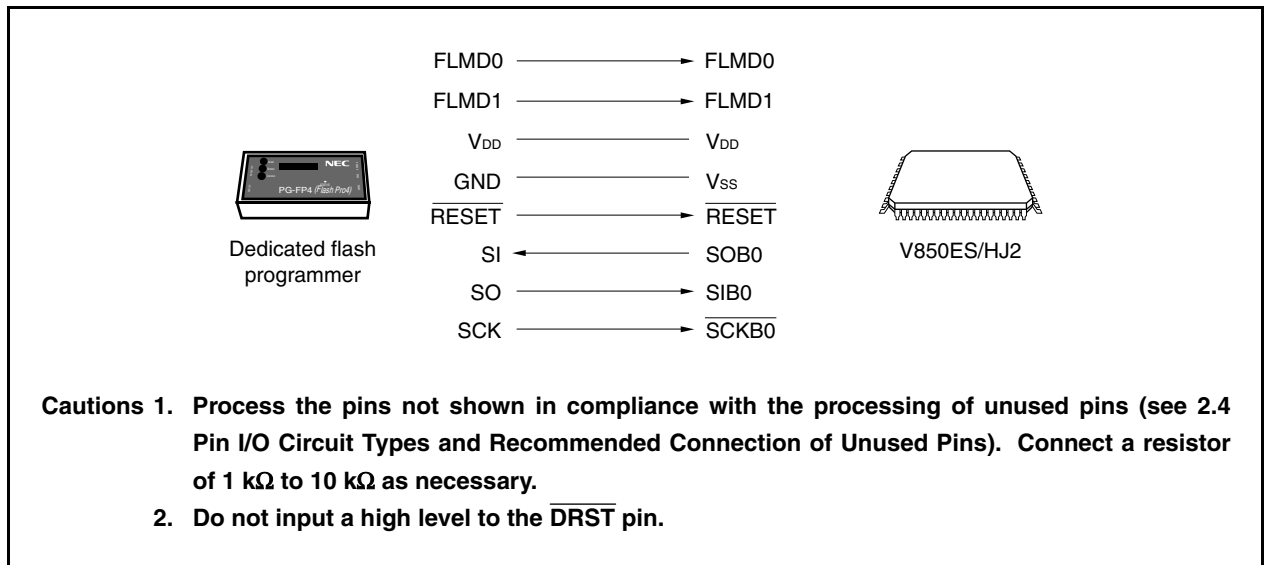 FLMD0 FLMD0
FLMD1 FLMD1
VDD VDD
GND VSS
RESET RESET
SI SOB0
SO SIB0
SCK SCKB0
NEC
PG-FP4 (Flash Pro4)
Dedicated flash
programmer
V850ES/HJ2
Cautions 1. Process the pins not shown in compliance with the processing of unused pins (see 2.4
Pin I/O Circuit Types and Recommended Connection of Unused Pins). Connect a resistor
of 1 kΩ to 10 kΩ as necessary.
2. Do not input a high level to the DRST pin.